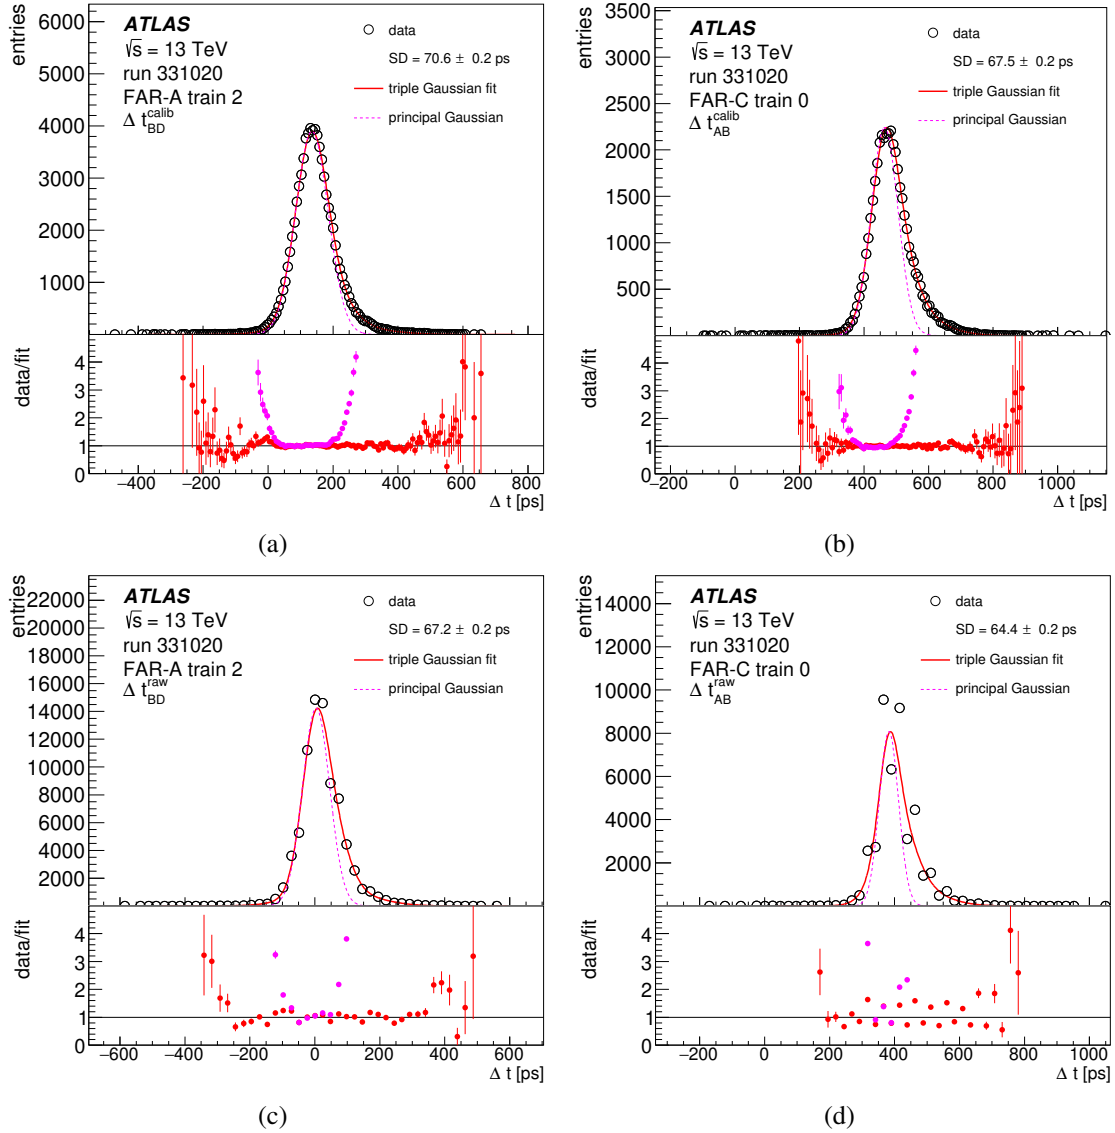 entries
6000
5000
4000
3000
2000
1000
ATLAS
√s = 13 TeV
run 331020
FAR-A train 2
Δ t_BD^calib
data
SD = 70.6 ± 0.2 ps
triple Gaussian fit
principal Gaussian
data/fit
4
3
2
1
0
−400 −200 0 200 400 600 800
Δ t [ps]
(a)
entries
3500
3000
2500
2000
1500
1000
500
ATLAS
√s = 13 TeV
run 331020
FAR-C train 0
Δ t_AB^calib
data
SD = 67.5 ± 0.2 ps
triple Gaussian fit
principal Gaussian
data/fit
4
3
2
1
0
−200 0 200 400 600 800 1000
Δ t [ps]
(b)
entries
22000
20000
18000
16000
14000
12000
10000
8000
6000
4000
2000
ATLAS
√s = 13 TeV
run 331020
FAR-A train 2
Δ t_BD^raw
data
SD = 67.2 ± 0.2 ps
triple Gaussian fit
principal Gaussian
data/fit
4
3
2
1
0
−600 −400 −200 0 200 400 600
Δ t [ps]
(c)
entries
14000
12000
10000
8000
6000
4000
2000
ATLAS
√s = 13 TeV
run 331020
FAR-C train 0
Δ t_AB^raw
data
SD = 64.4 ± 0.2 ps
triple Gaussian fit
principal Gaussian
data/fit
4
3
2
1
0
−200 0 200 400 600 800 1000
Δ t [ps]
(d)